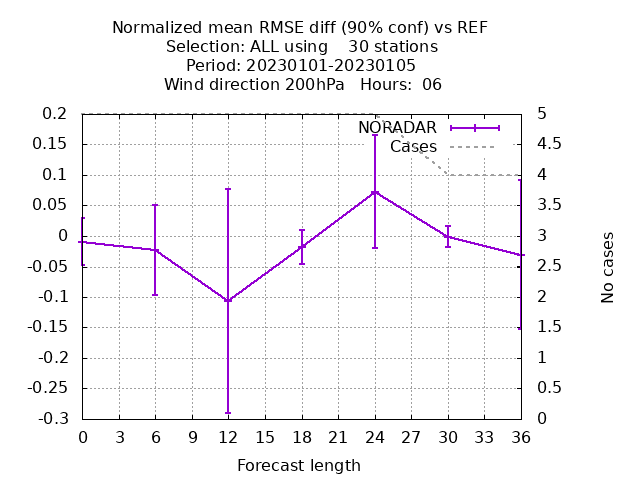 Normalized mean RMSE diff (90% conf) vs REF
Selection: ALL using    30 stations
Period: 20230101-20230105
Wind direction 200hPa   Hours:  06
NORADAR
Cases
0.2
0.15
0.1
0.05
0
-0.05
-0.1
-0.15
-0.2
-0.25
-0.3
5
4.5
4
3.5
3
2.5
2
1.5
1
0.5
0
No cases
0 3 6 9 12 15 18 21 24 27 30 33 36
Forecast length